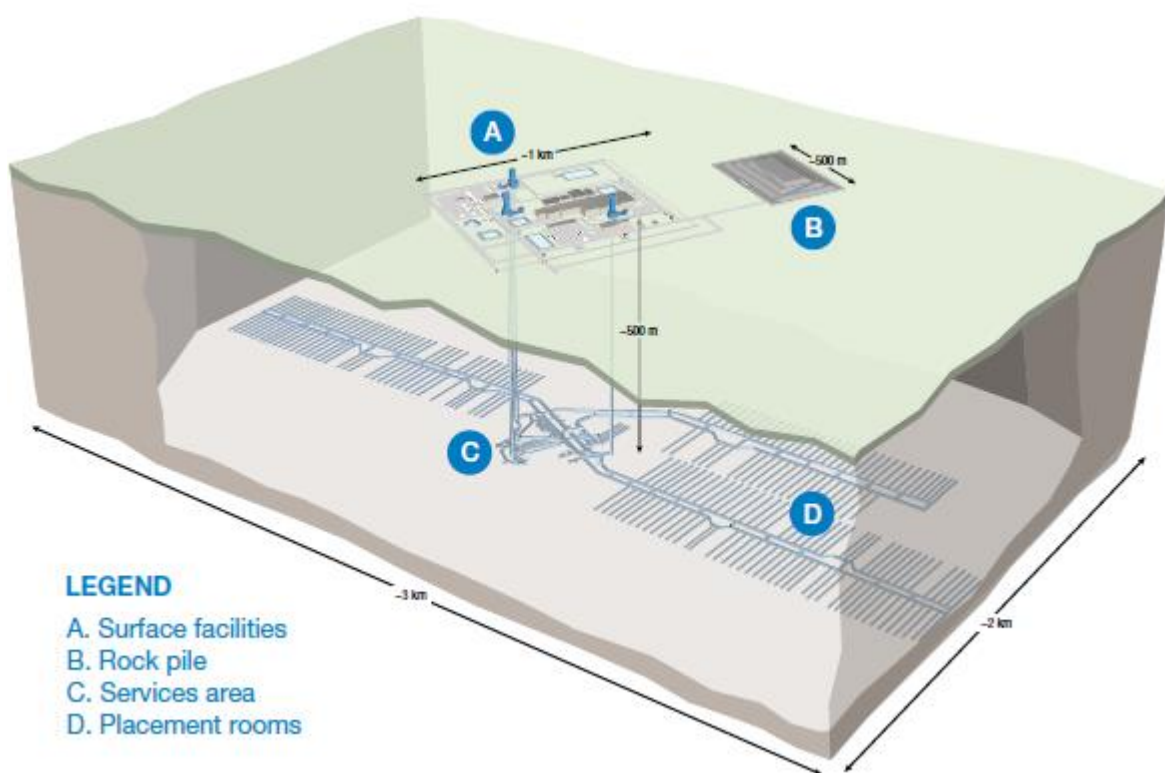 A
~1 km
~500 m
B
~500 m
C
D
~3 km
~2 km
LEGEND
A. Surface facilities
B. Rock pile
C. Services area
D. Placement rooms